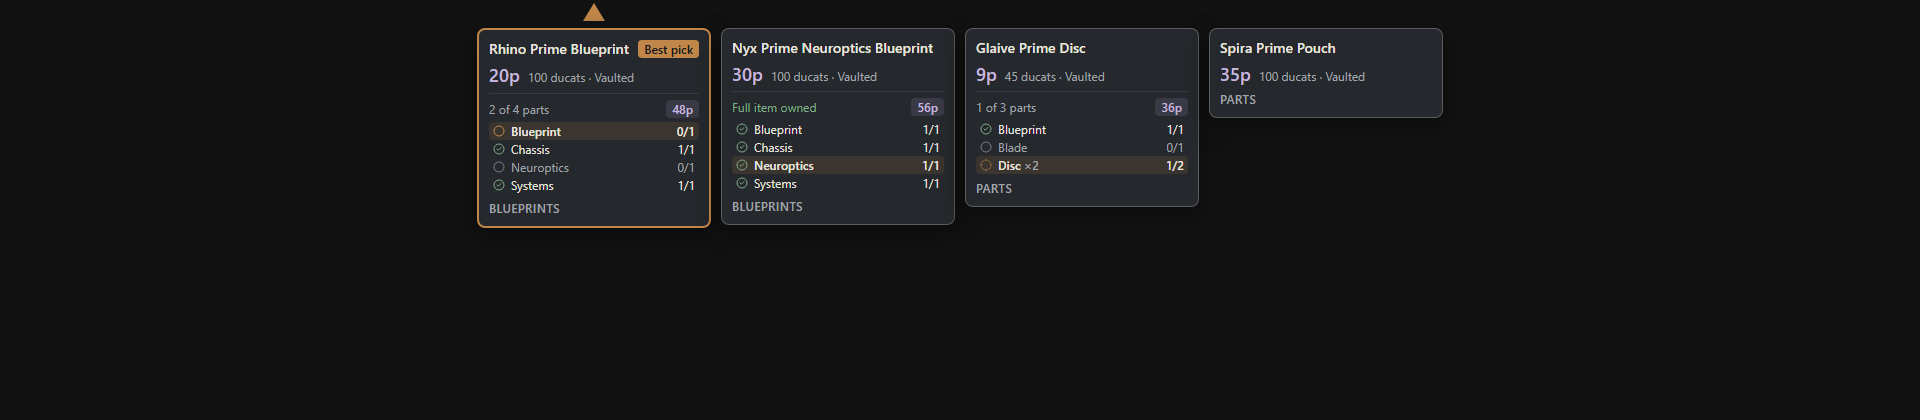 Rhino Prime Blueprint Best pick
20p 100 ducats · Vaulted
2 of 4 parts 48p
Blueprint 0/1
Chassis 1/1
Neuroptics 0/1
Systems 1/1
BLUEPRINTS
Nyx Prime Neuroptics Blueprint
30p 100 ducats · Vaulted
Full item owned 56p
Blueprint 1/1
Chassis 1/1
Neuroptics 1/1
Systems 1/1
BLUEPRINTS
Glaive Prime Disc
9p 45 ducats · Vaulted
1 of 3 parts 36p
Blueprint 1/1
Blade 0/1
Disc ×2 1/2
PARTS
Spira Prime Pouch
35p 100 ducats · Vaulted
PARTS